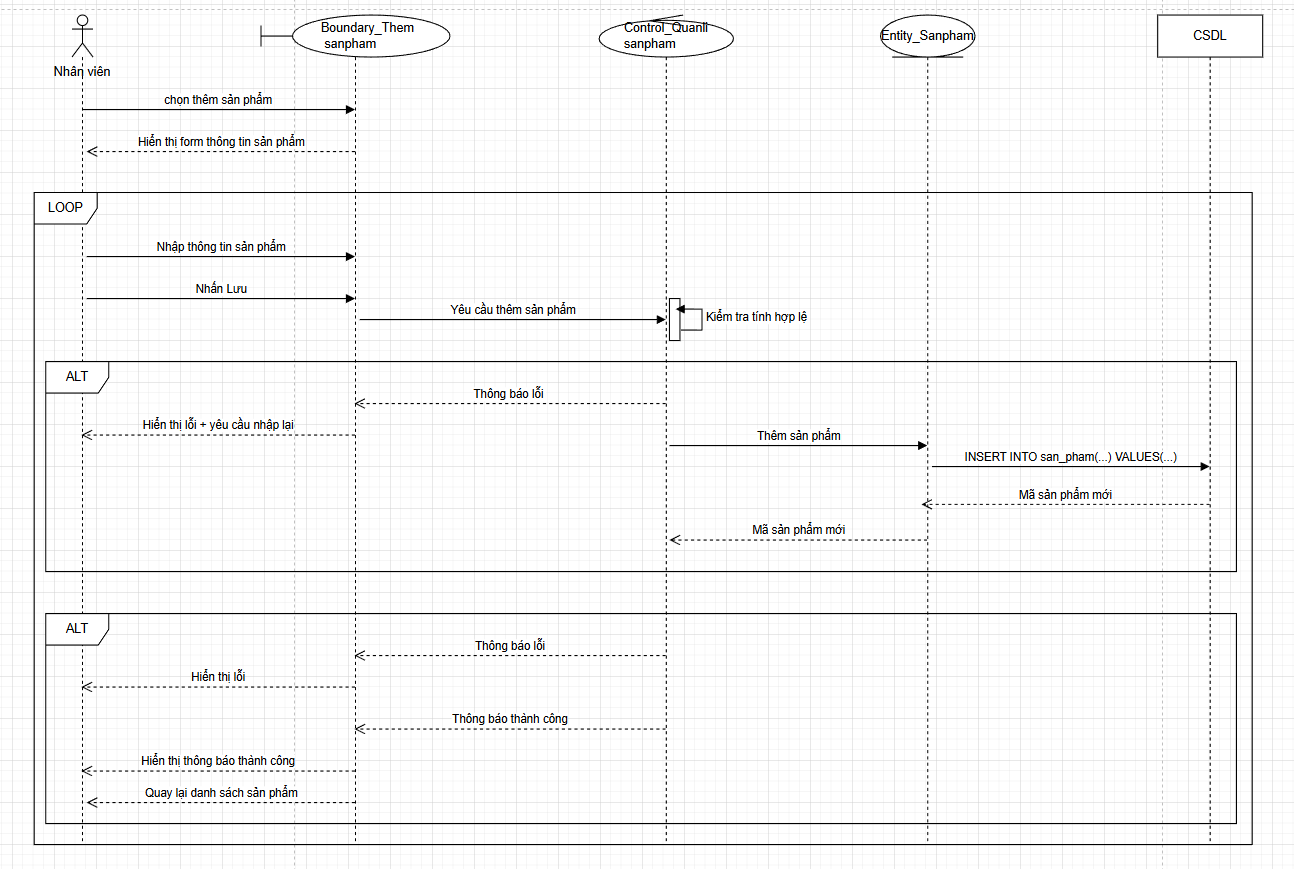 Boundary_Them
sanpham
Control_Quanli
sanpham
Entity_Sanpham
CSDL
Nhân viên
chọn thêm sản phẩm
Hiển thị form thông tin sản phẩm
LOOP
Nhập thông tin sản phẩm
Nhấn Lưu
Yêu cầu thêm sản phẩm
Kiểm tra tính hợp lệ
ALT
Thông báo lỗi
Hiển thị lỗi + yêu cầu nhập lại
Thêm sản phẩm
INSERT INTO san_pham(...) VALUES(...)
Mã sản phẩm mới
Mã sản phẩm mới
ALT
Thông báo lỗi
Hiển thị lỗi
Thông báo thành công
Hiển thị thông báo thành công
Quay lại danh sách sản phẩm